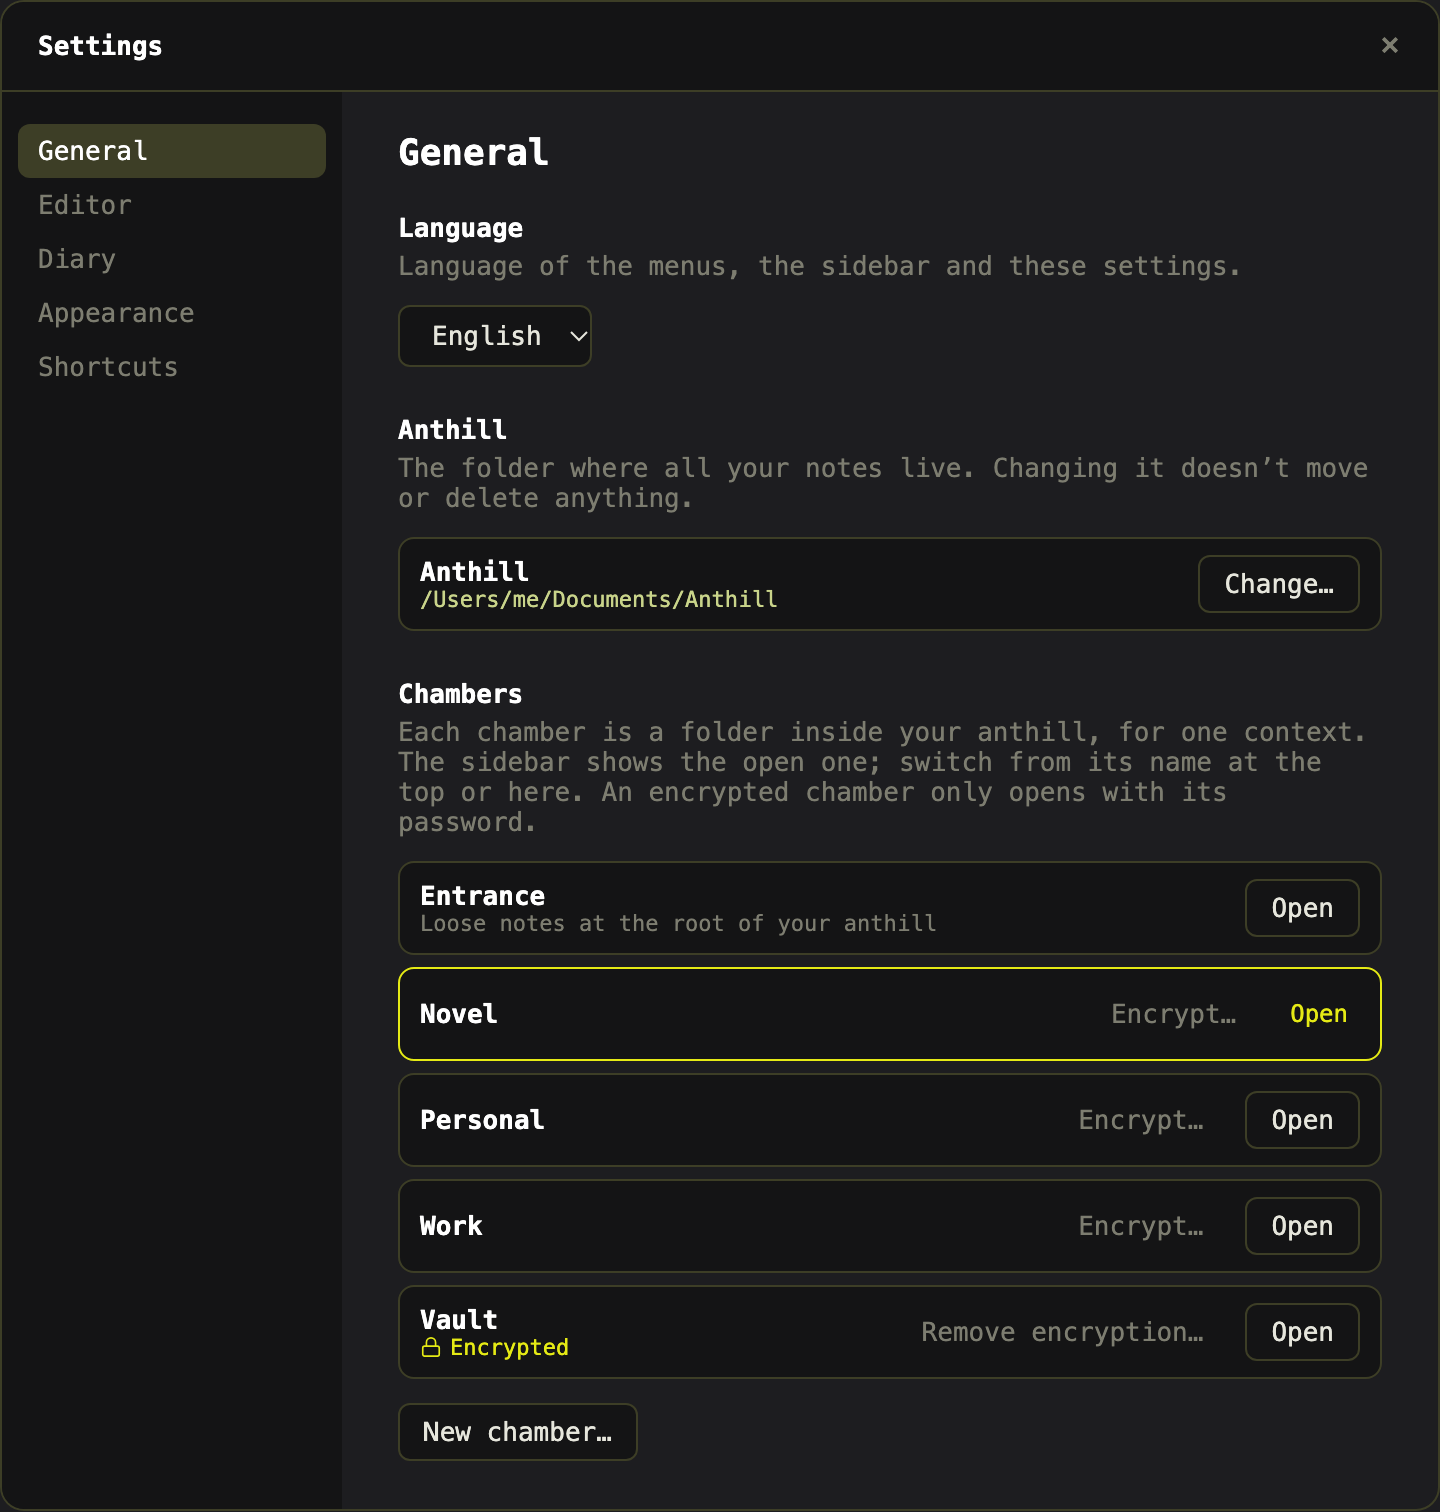 Settings
×
General
Editor
Diary
Appearance
Shortcuts
General
Language
Language of the menus, the sidebar and these settings.
English
Anthill
The folder where all your notes live. Changing it doesn’t move
or delete anything.
Anthill
/Users/me/Documents/Anthill
Change…
Chambers
Each chamber is a folder inside your anthill, for one context.
The sidebar shows the open one; switch from its name at the
top or here. An encrypted chamber only opens with its
password.
Entrance
Loose notes at the root of your anthill
Open
Novel Encrypt… Open
Personal Encrypt… Open
Work Encrypt… Open
Vault
Encrypted
Remove encryption… Open
New chamber…